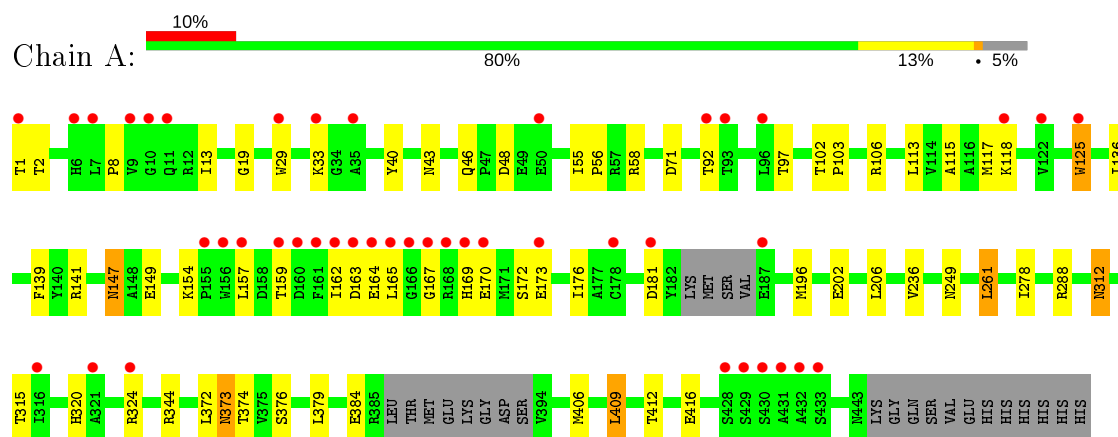 10%
Chain A:
80% 13% • 5%
T1 T2 H6 L7 P8 V9 G10 Q11 R12 I13 G19 W29 K33 G34 A35 Y40 N43 Q46 P47 D48 E49 E50 I55 P56 R57 R58 D71 T92 T93 L96 T97 T102 P103 R106 L113 V114 A115 A116 M117 K118 V122 W125 I136
F139 Y140 R141 N147 A148 E149 K154 P155 W156 L157 D158 T159 D160 F161 I162 D163 E164 L165 G166 G167 R168 H169 E170 M171 S172 E173 I176 A177 C178 D181 Y182 LYS MET SER VAL E187 M196 E202 L206 V236 N249 L261 I278 R288 N312
T315 I316 H320 A321 R324 R344 L372 N373 T374 V375 S376 L379 E384 R385 LEU THR MET GLU LYS GLY ASP SER V394 M406 L409 T412 E416 S428 S429 S430 A431 A432 S433 N443 LYS GLY GLN SER VAL GLU HIS HIS HIS HIS HIS HIS